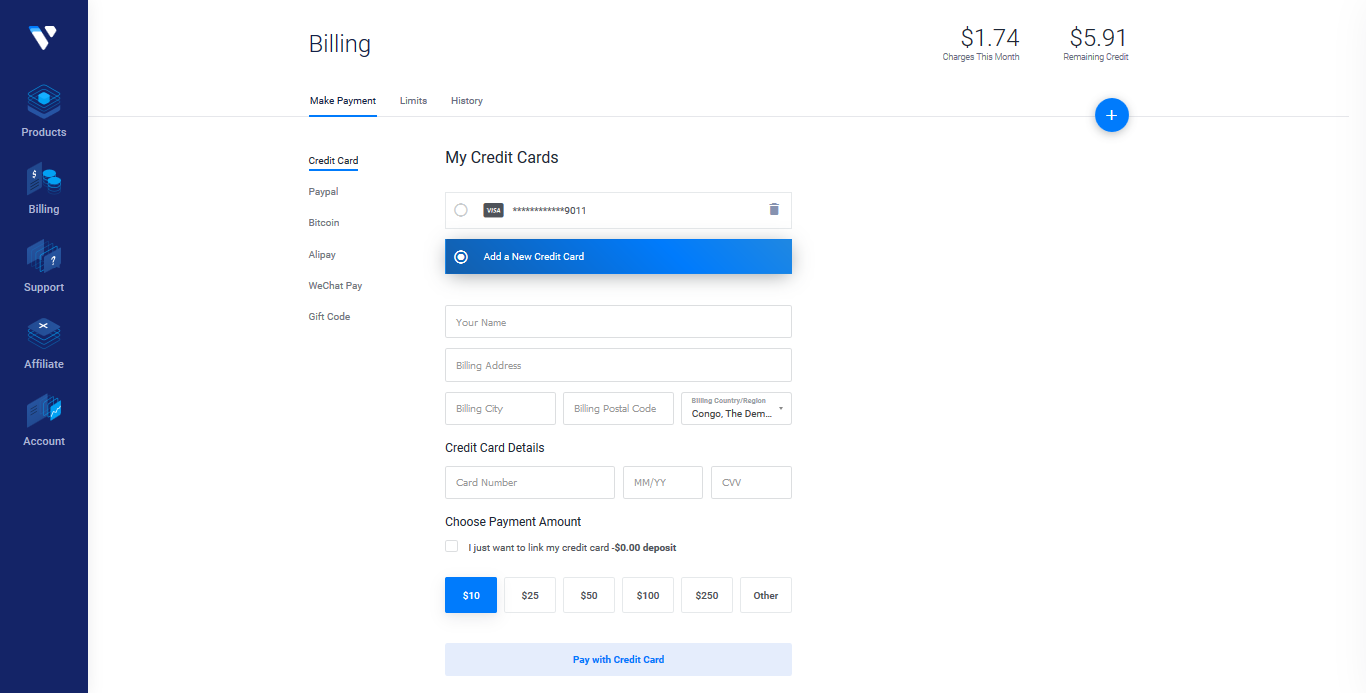 Billing
$1.74
Charges This Month
$5.91
Remaining Credit
Make Payment
Limits
History
+
Products
Billing
Support
Affiliate
Account
Credit Card
Paypal
Bitcoin
Alipay
WeChat Pay
Gift Code
My Credit Cards
VISA ************9011
Add a New Credit Card
Your Name
Billing Address
Billing City
Billing Postal Code
Billing Country/Region
Congo, The Dem...
Credit Card Details
Card Number
MM/YY
CVV
Choose Payment Amount
I just want to link my credit card -$0.00 deposit
$10
$25
$50
$100
$250
Other
Pay with Credit Card